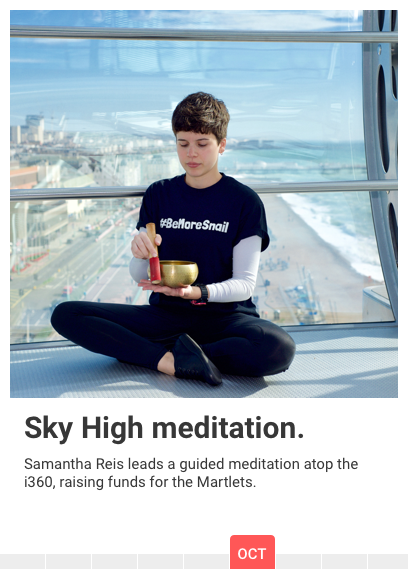 #BeMoreSnail
Sky High meditation.
Samantha Reis leads a guided meditation atop the
i360, raising funds for the Martlets.
OCT